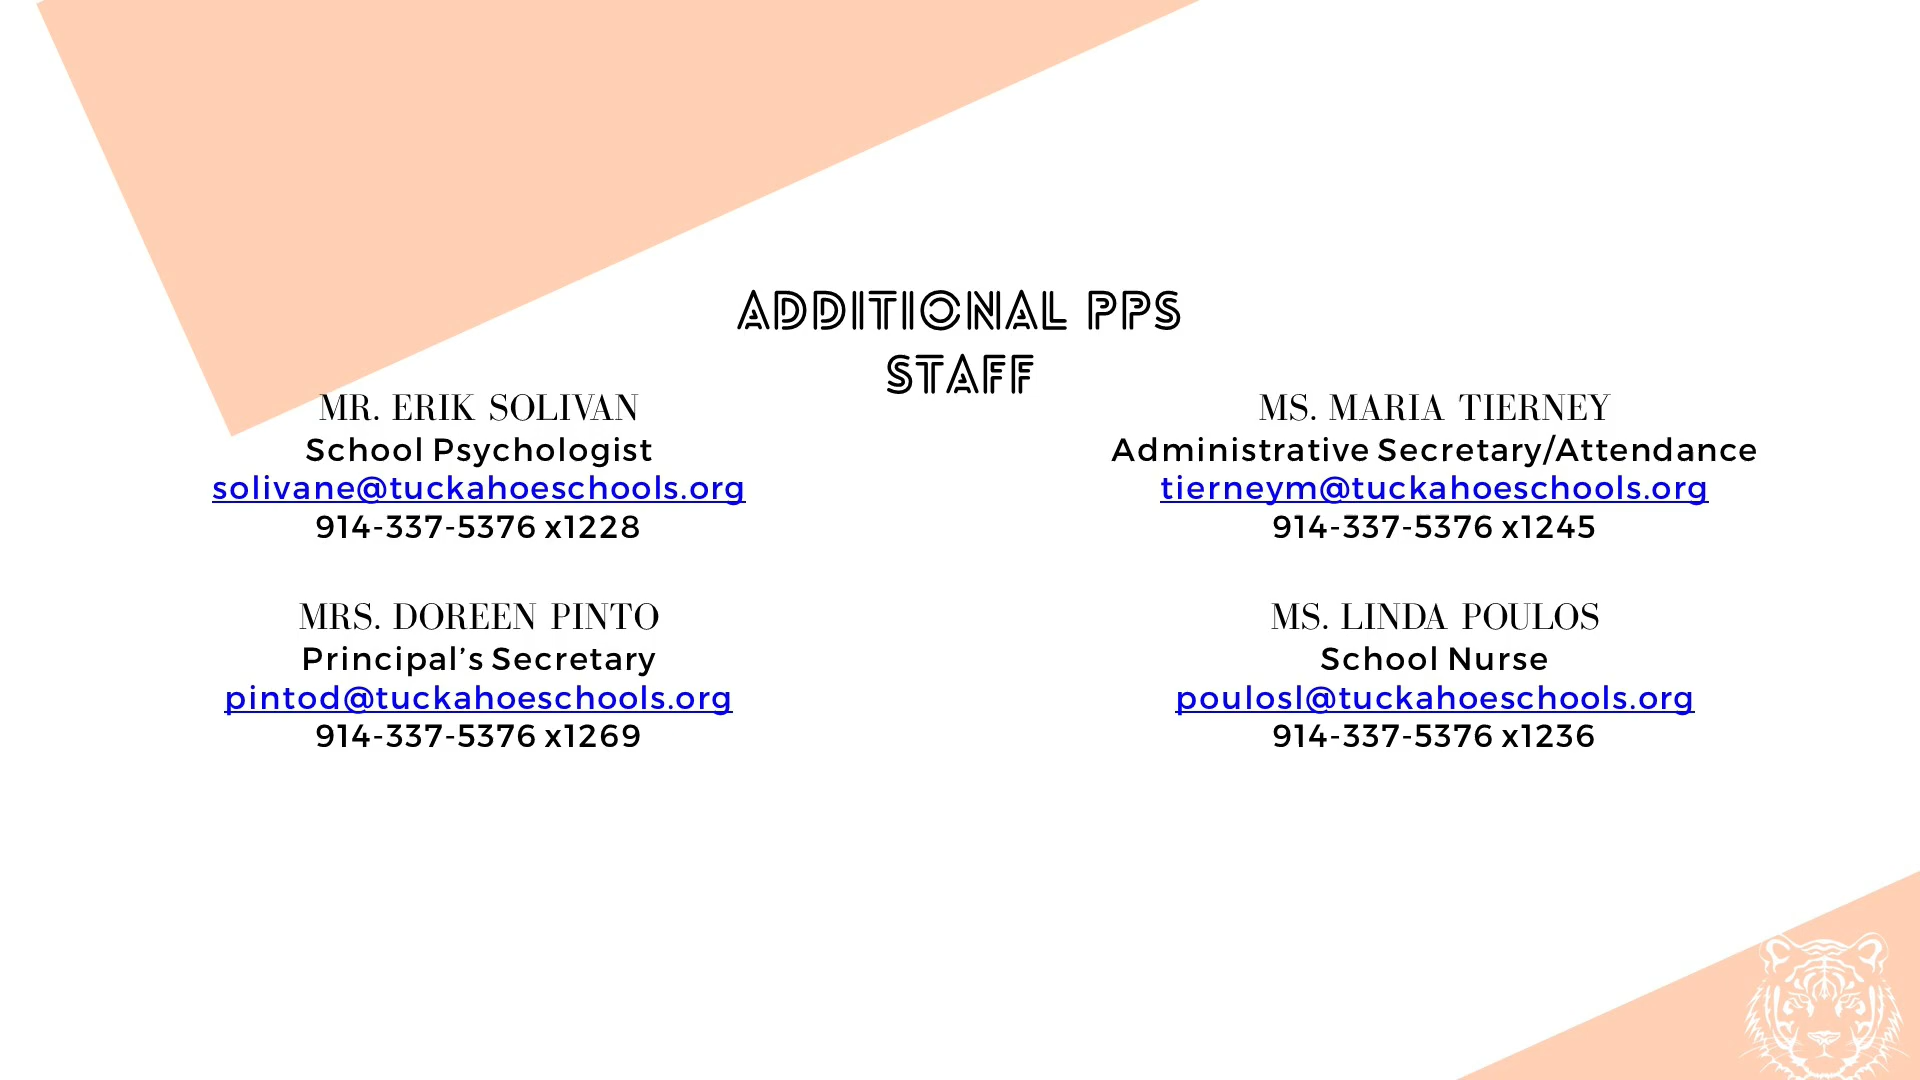 ADDITIONAL PPS
STAFF
MR. ERIK SOLIVAN
School Psychologist
solivane@tuckahoeschools.org
914-337-5376 x1228
MRS. DOREEN PINTO
Principal’s Secretary
pintod@tuckahoeschools.org
914-337-5376 x1269
MS. MARIA TIERNEY
Administrative Secretary/Attendance
tierneym@tuckahoeschools.org
914-337-5376 x1245
MS. LINDA POULOS
School Nurse
poulosl@tuckahoeschools.org
914-337-5376 x1236